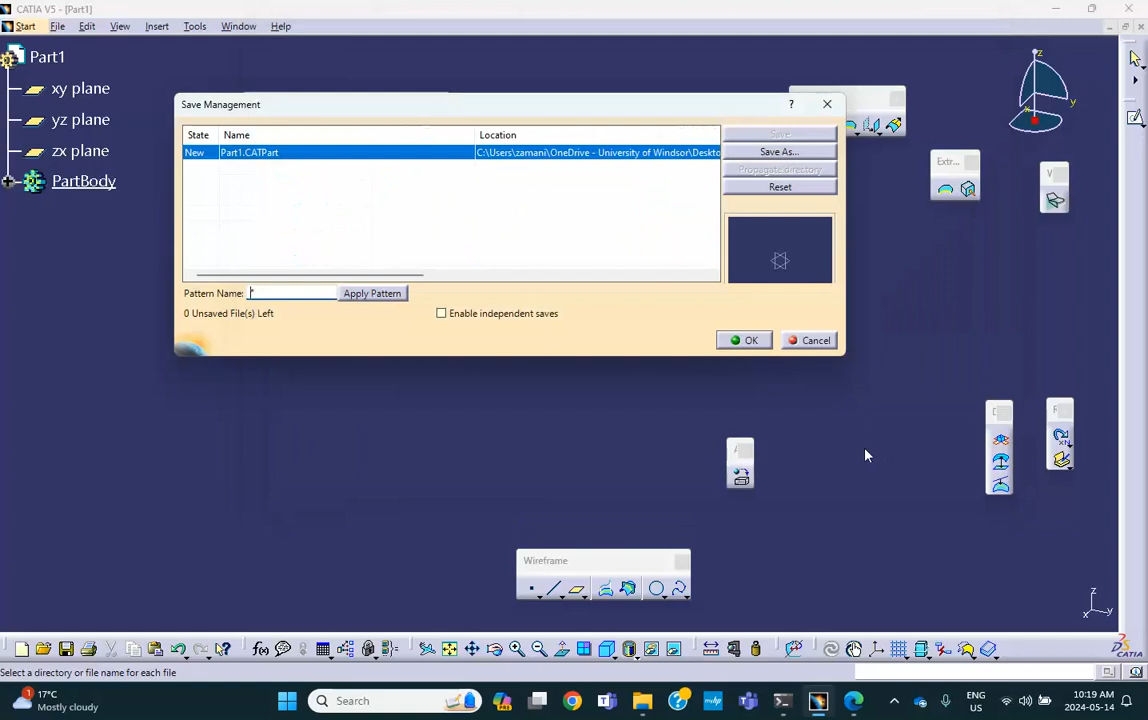 CATIA V5 - [Part1]
Start File Edit View Insert Tools Window Help
Part1
xy plane
yz plane
zx plane
PartBody
Save Management
?
State Name Location
New Part1.CATPart C:\Users\zamani\OneDrive - University of Windsor\Deskto
Save
Save As...
Propagate directory
Reset
Pattern Name: * Apply Pattern
0 Unsaved File(s) Left
Enable independent saves
OK Cancel
z
y
x
Extr...
V
D
R
A
Wireframe
z
x y
f(x)
CATIA
Select a directory or file name for each file
17°C
Mostly cloudy
Search
ENG
US
10:19 AM
2024-05-14